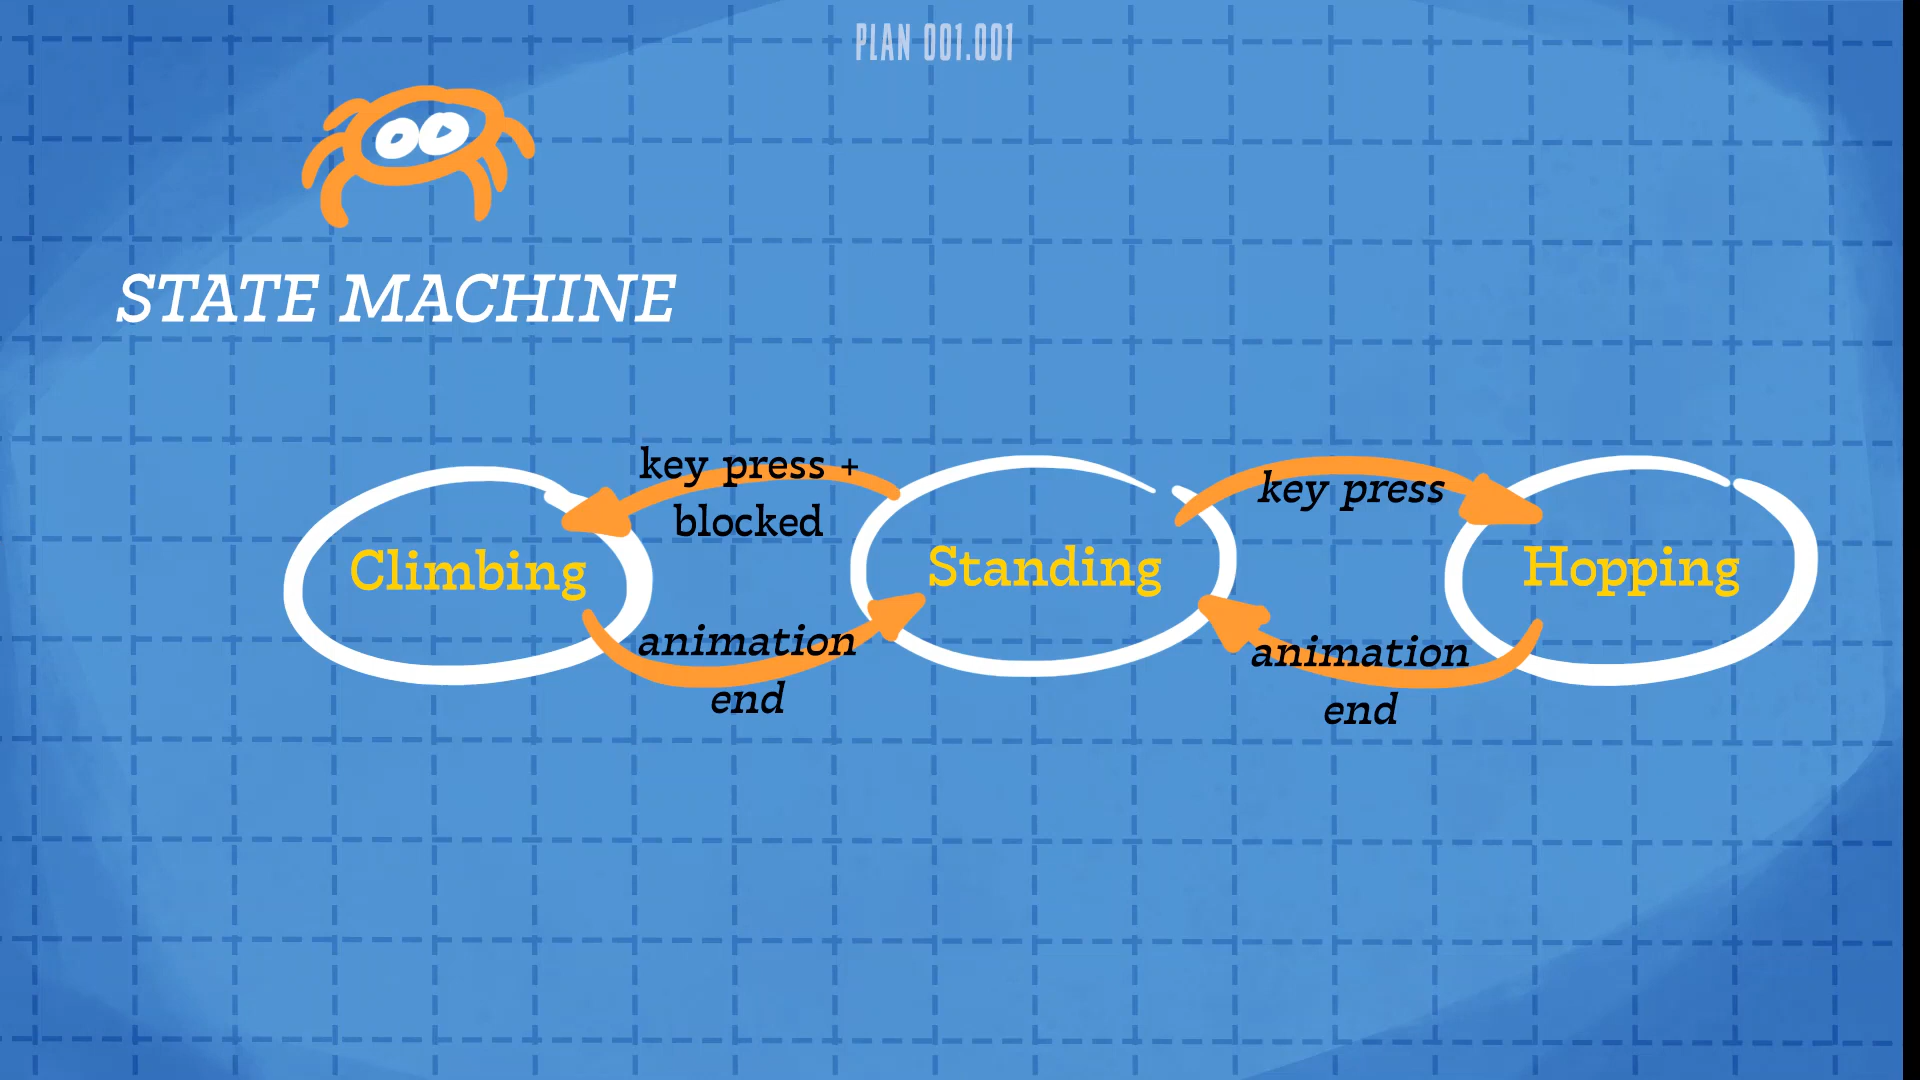 PLAN 001.001
STATE MACHINE
key press +
blocked
key press
Climbing
Standing
Hopping
animation
end
animation
end